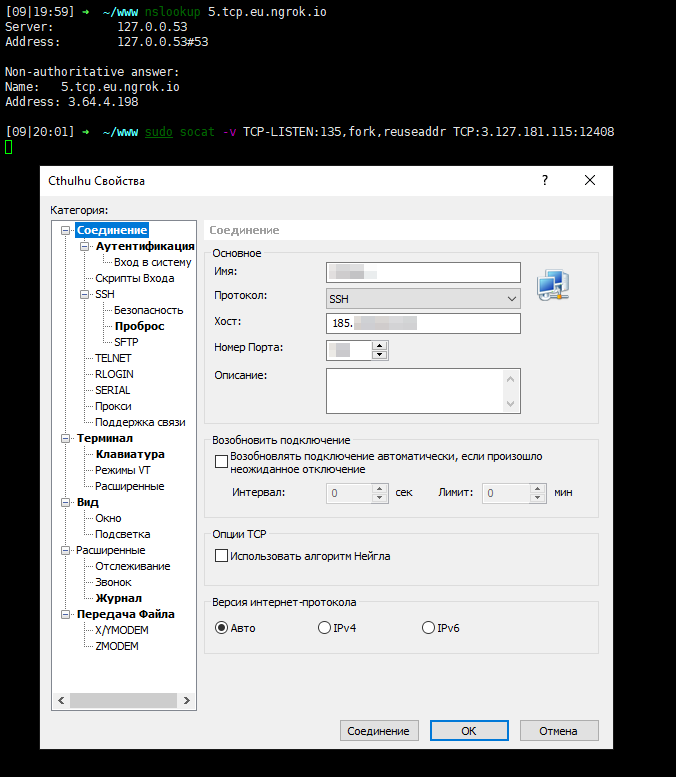 [09|19:59] ➜ ~/www nslookup 5.tcp.eu.ngrok.io
Server: 127.0.0.53
Address: 127.0.0.53#53
Non-authoritative answer:
Name: 5.tcp.eu.ngrok.io
Address: 3.64.4.198
[09|20:01] ➜ ~/www sudo socat -v TCP-LISTEN:135,fork,reuseaddr TCP:3.127.181.115:12408
Cthulhu Свойства
?
Категория:
Соединение
Аутентификация
Вход в систему
Скрипты Входа
SSH
Безопасность
Проброс
SFTP
TELNET
RLOGIN
SERIAL
Прокси
Поддержка связи
Терминал
Клавиатура
Режимы VT
Расширенные
Вид
Окно
Подсветка
Расширенные
Отслеживание
Звонок
Журнал
Передача Файла
X/YMODEM
ZMODEM
Соединение
Основное
Имя:
Протокол: SSH
Хост: 185.
Номер Порта:
Описание:
Возобновить подключение
Возобновлять подключение автоматически, если произошло
неожиданное отключение
Интервал: 0 сек Лимит: 0 мин
Опции TCP
Использовать алгоритм Нейгла
Версия интернет-протокола
Авто IPv4 IPv6
Соединение OK Отмена